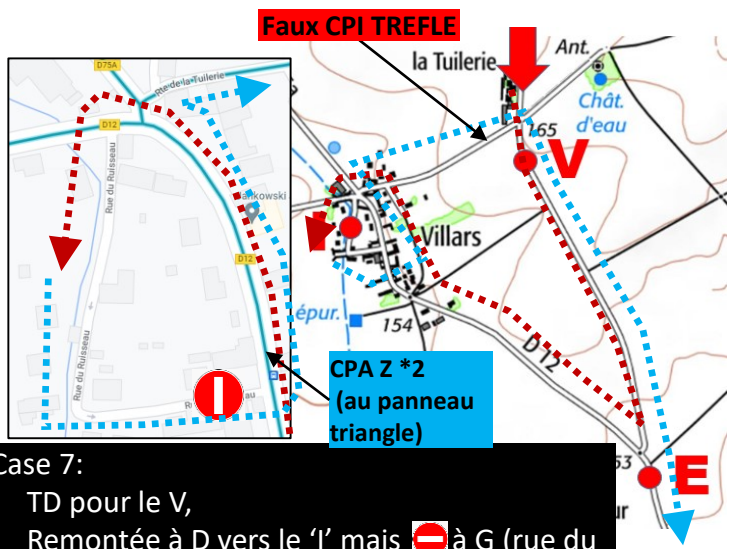 Faux CPI TREFLE
la Tuilerie
Ant.
Chât.
d'eau
165
V
Villars
épur.
154
D 12
E
D75A
Rte de la Tuilerie
D12
Rue du Ruisseau
D12
Rue du Ruisseau
CPA Z *2
(au panneau
triangle)
Case 7:
TD pour le V,
Remontée à D vers le 'I' mais à G (rue du